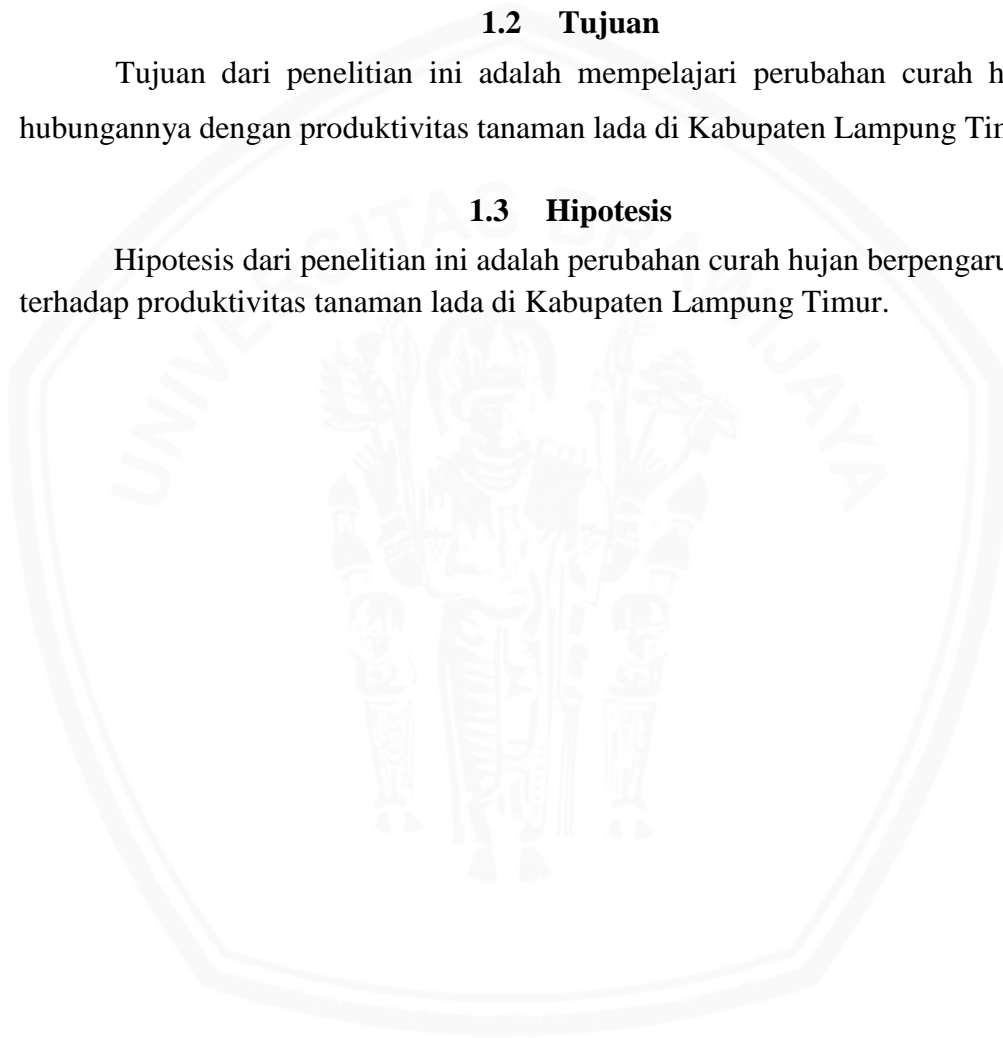 1.2 Tujuan
Tujuan dari penelitian ini adalah mempelajari perubahan curah
hubungannya dengan produktivitas tanaman lada di Kabupaten Lampung
1.3 Hipotesis
Hipotesis dari penelitian ini adalah perubahan curah hujan
terhadap produktivitas tanaman lada di Kabupaten Lampung Timur.
UNIVERSITAS BRAWIJAYA